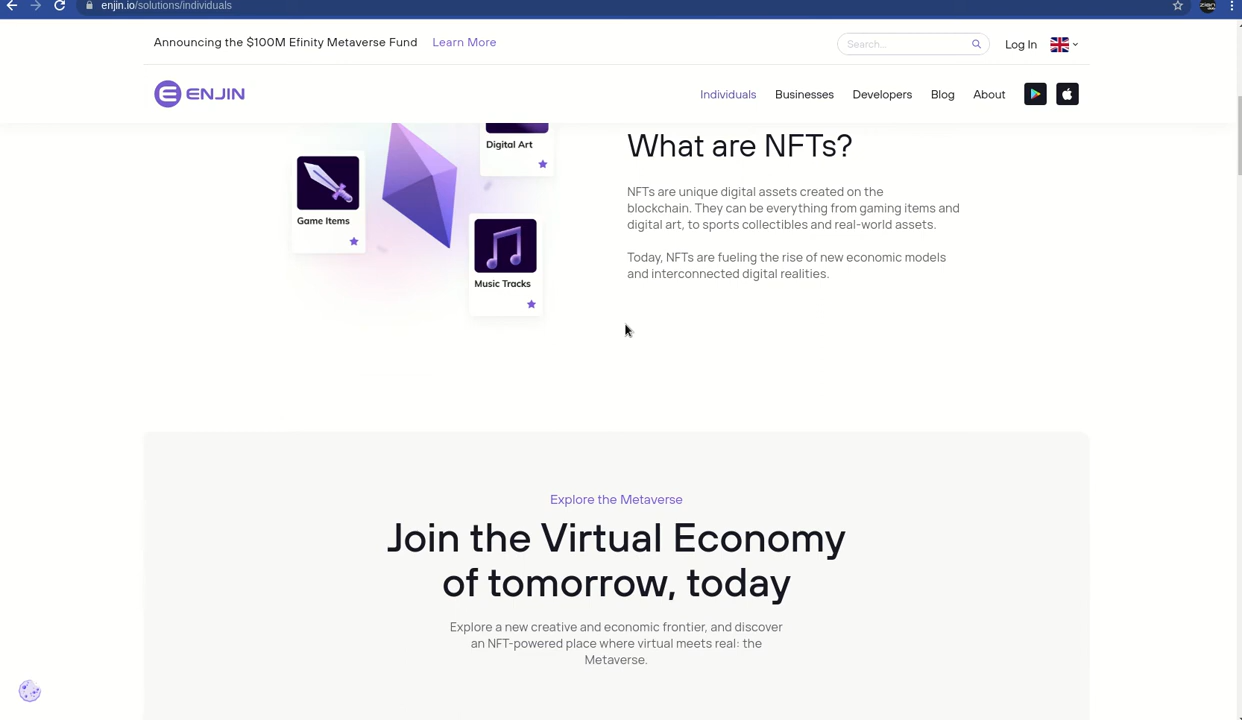 enjin.io/solutions/individuals
Announcing the $100M Efinity Metaverse Fund Learn More
Search...
Log In
ENJIN
Individuals Businesses Developers Blog About
Digital Art
Game Items
Music Tracks
What are NFTs?
NFTs are unique digital assets created on the
blockchain. They can be everything from gaming items and
digital art, to sports collectibles and real-world assets.
Today, NFTs are fueling the rise of new economic models
and interconnected digital realities.
Explore the Metaverse
Join the Virtual Economy
of tomorrow, today
Explore a new creative and economic frontier, and discover
an NFT-powered place where virtual meets real: the
Metaverse.